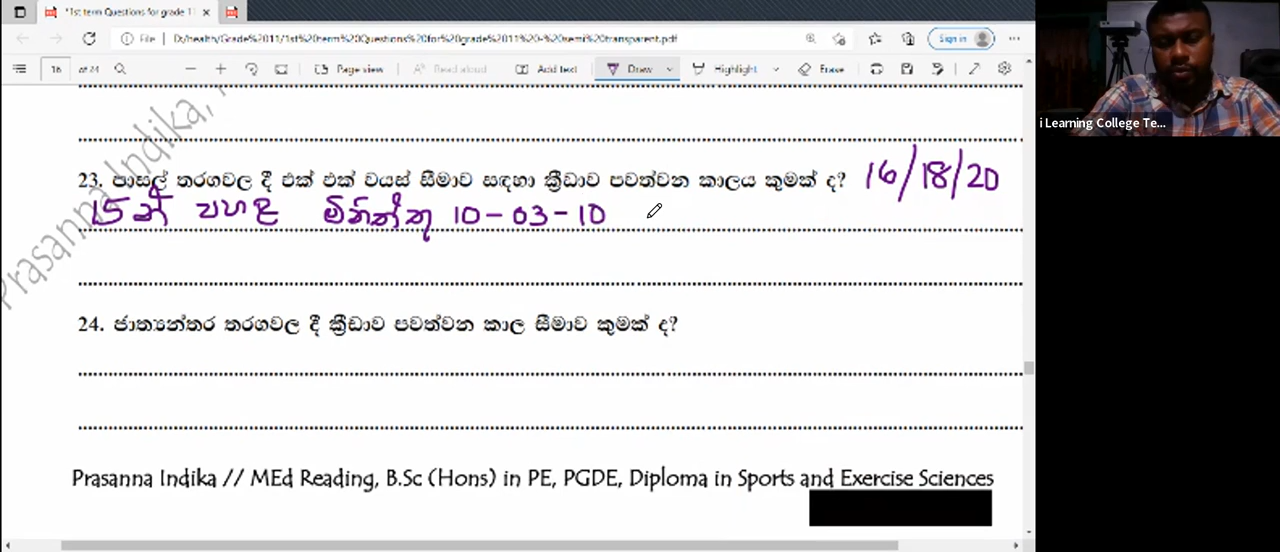 *1st term Questions for grade 11
File
D:/health/Grade%2011/1st%20term%20Questions%20for%20grade%2011%20-%20semi%20transparent.pdf
Sign in
16 of 24
Page view
Read aloud
Add text
Draw
Highlight
Erase
i Learning College Te...
Prasanna Indika,
23. පාසල් තරගවල දී එක් එක් වයස් සීමාව සඳහා ක්‍රීඩාව පවත්වන කාලය කුමක් ද? 16/18/20
15න් පහළ මිනිත්තු 10-03-10
24. ජාත්‍යන්තර තරගවල දී ක්‍රීඩාව පවත්වන කාල සීමාව කුමක් ද?
Prasanna Indika // MEd Reading, B.Sc (Hons) in PE, PGDE, Diploma in Sports and Exercise Sciences